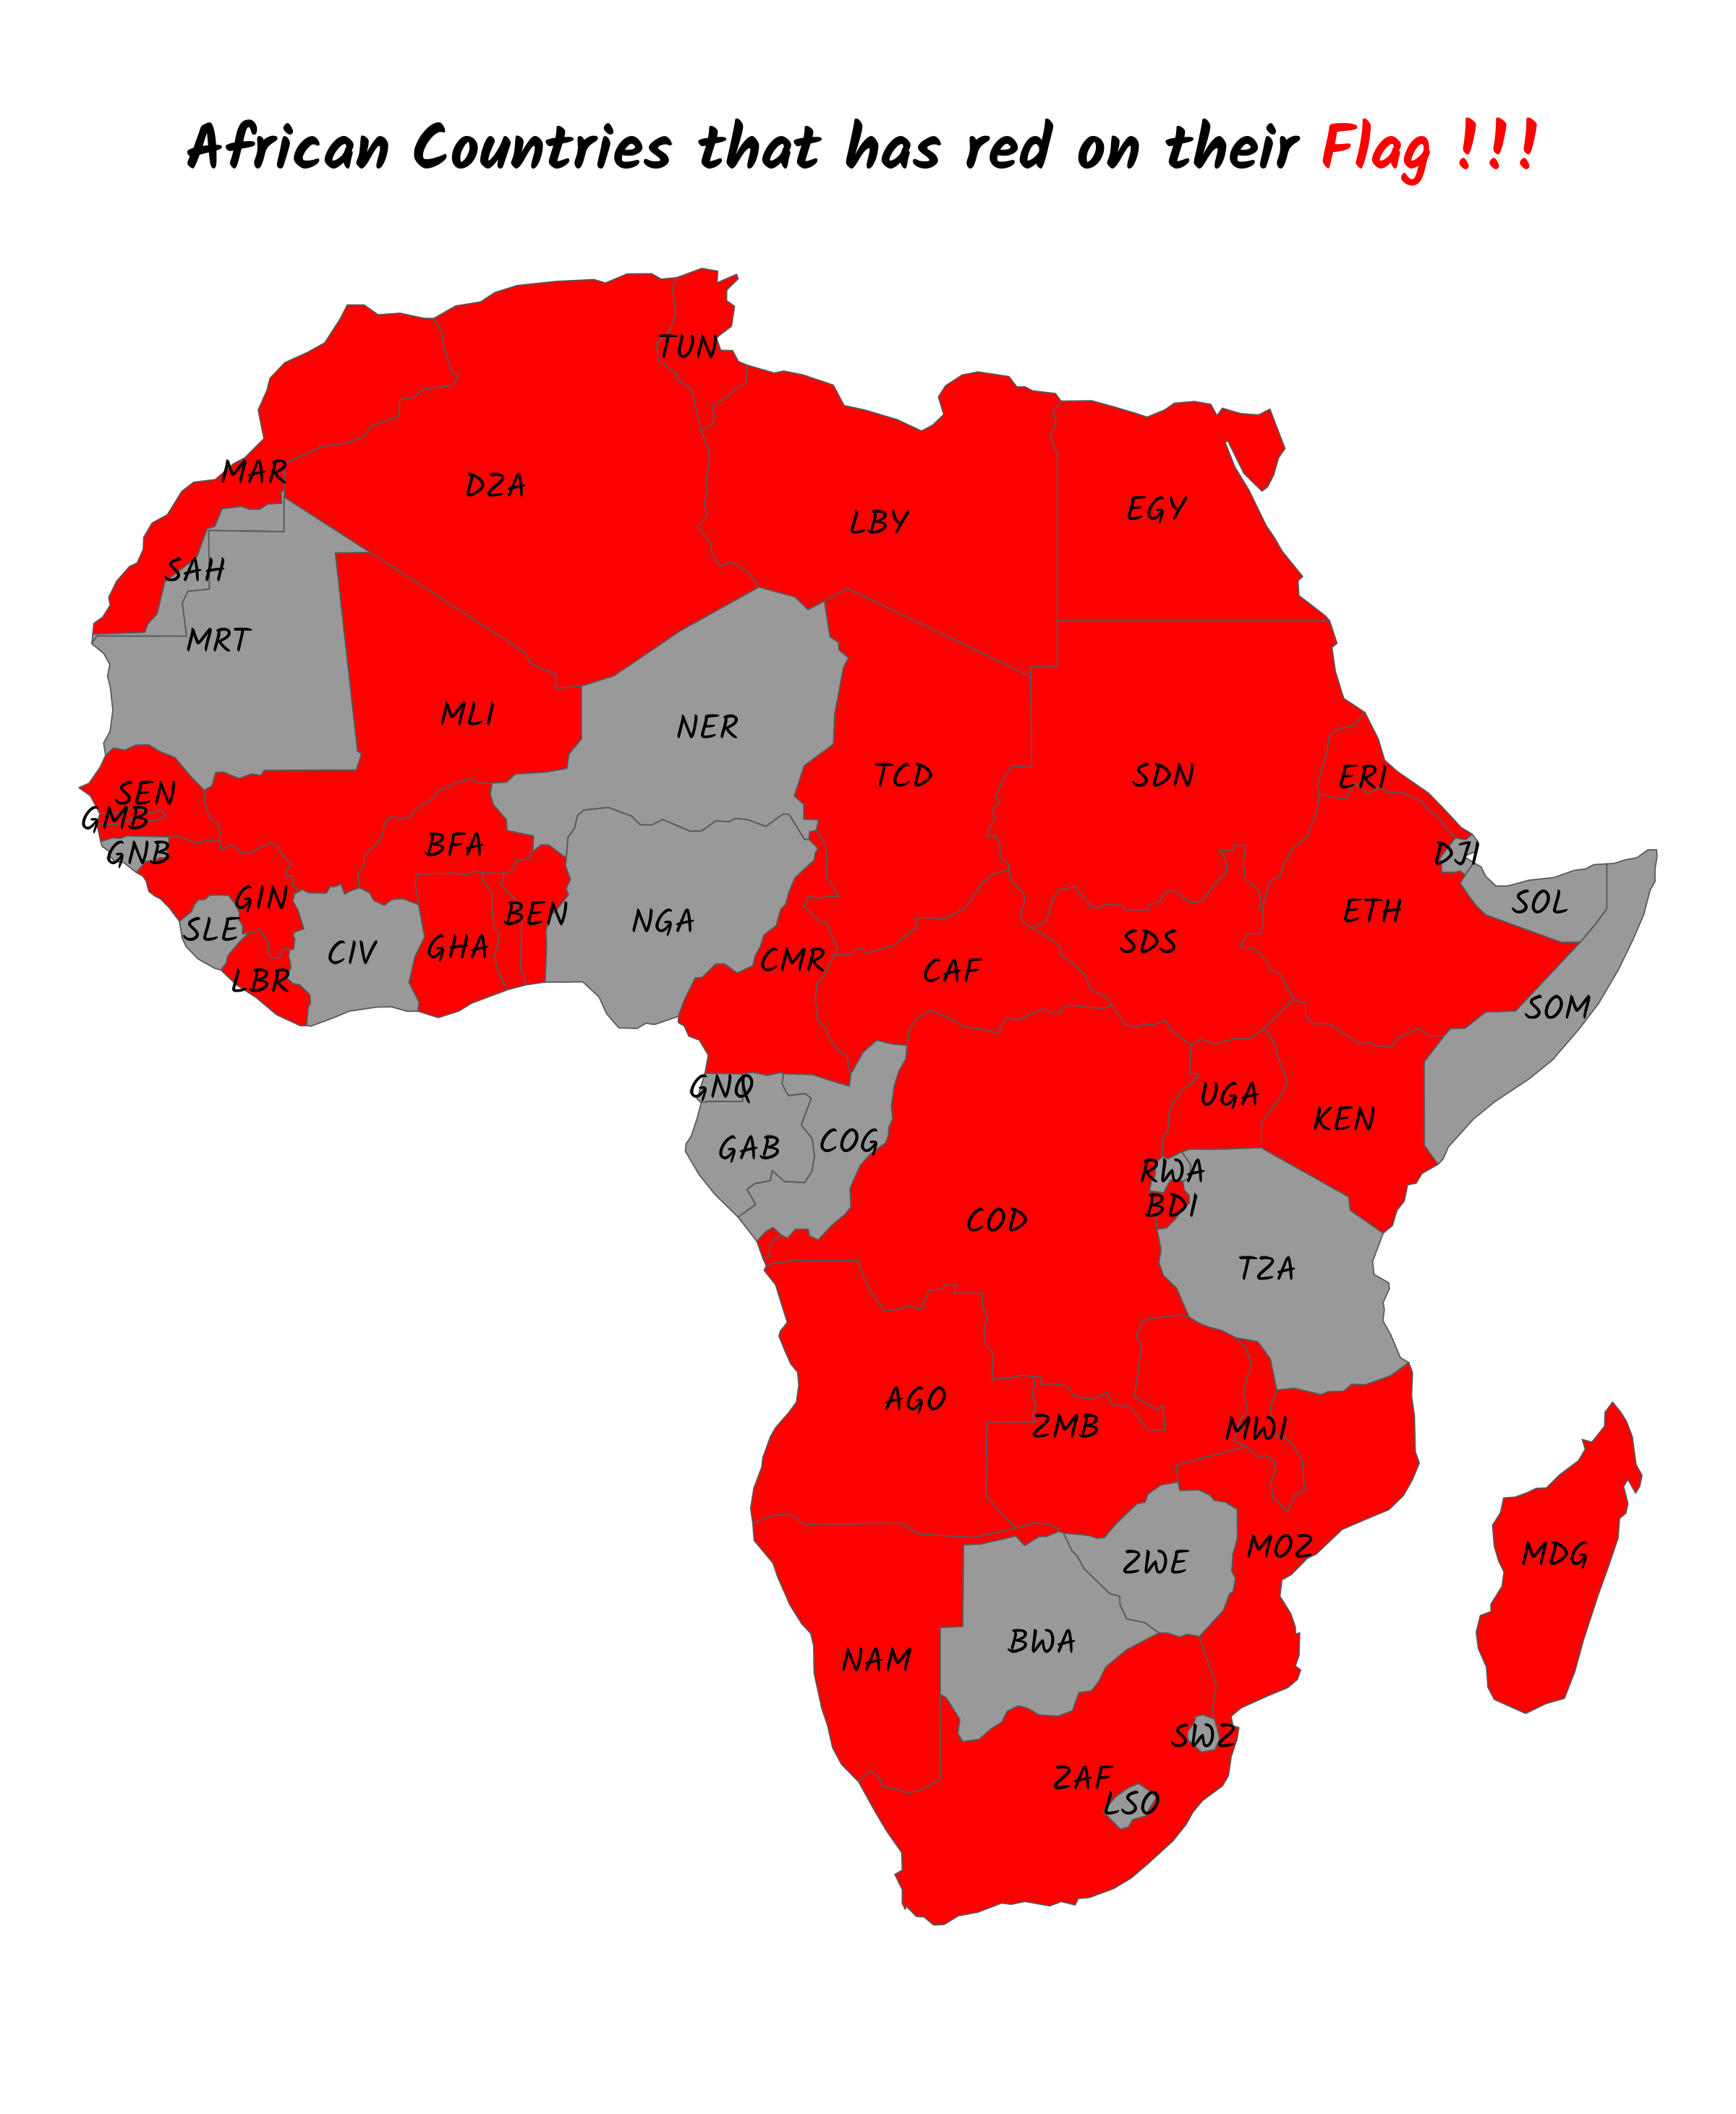 African Countries that has red on their Flag !!!
TUN
MAR
DZA
LBY
EGY
SAH
MRT
MLI
NER
TCD
SDN
ERI
SEN
GMB
BFA
GNB
DJI
GIN
BEN
NGA
ETH
SOL
SLE
CIV
GHA
CMR
CAF
SDS
LBR
SOM
GNQ
UGA
KEN
GAB
COG
RWA
BDI
COD
TZA
AGO
ZMB
MWI
MOZ
ZWE
MDG
NAM
BWA
SWZ
ZAF
LSO